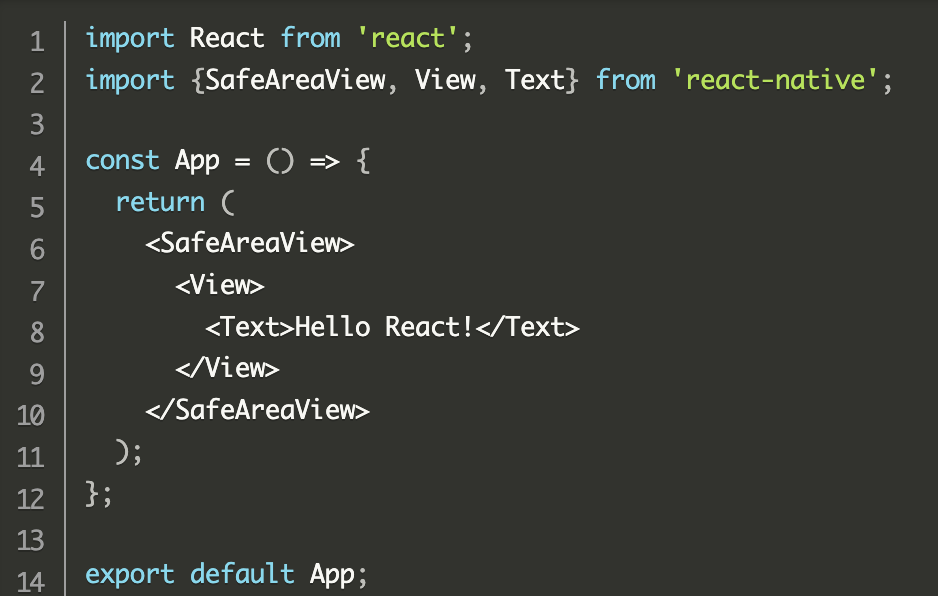 1 import React from 'react';
2 import {SafeAreaView, View, Text} from 'react-native';
3
4 const App = () => {
5   return (
6     <SafeAreaView>
7       <View>
8         <Text>Hello React!</Text>
9       </View>
10     </SafeAreaView>
11   );
12 };
13
14 export default App;